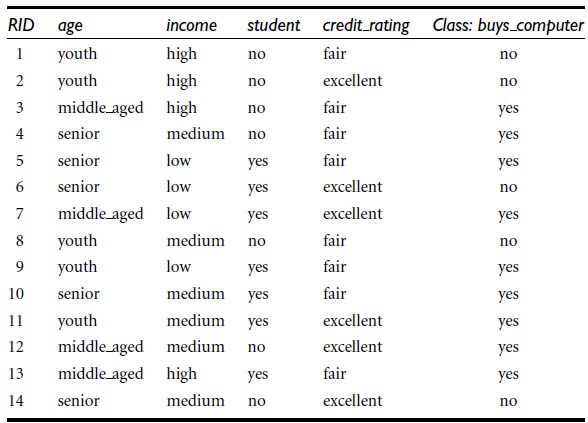 RID age income student credit_rating Class: buys_computer
1 youth high no fair no
2 youth high no excellent no
3 middle_aged high no fair yes
4 senior medium no fair yes
5 senior low yes fair yes
6 senior low yes excellent no
7 middle_aged low yes excellent yes
8 youth medium no fair no
9 youth low yes fair yes
10 senior medium yes fair yes
11 youth medium yes excellent yes
12 middle_aged medium no excellent yes
13 middle_aged high yes fair yes
14 senior medium no excellent no